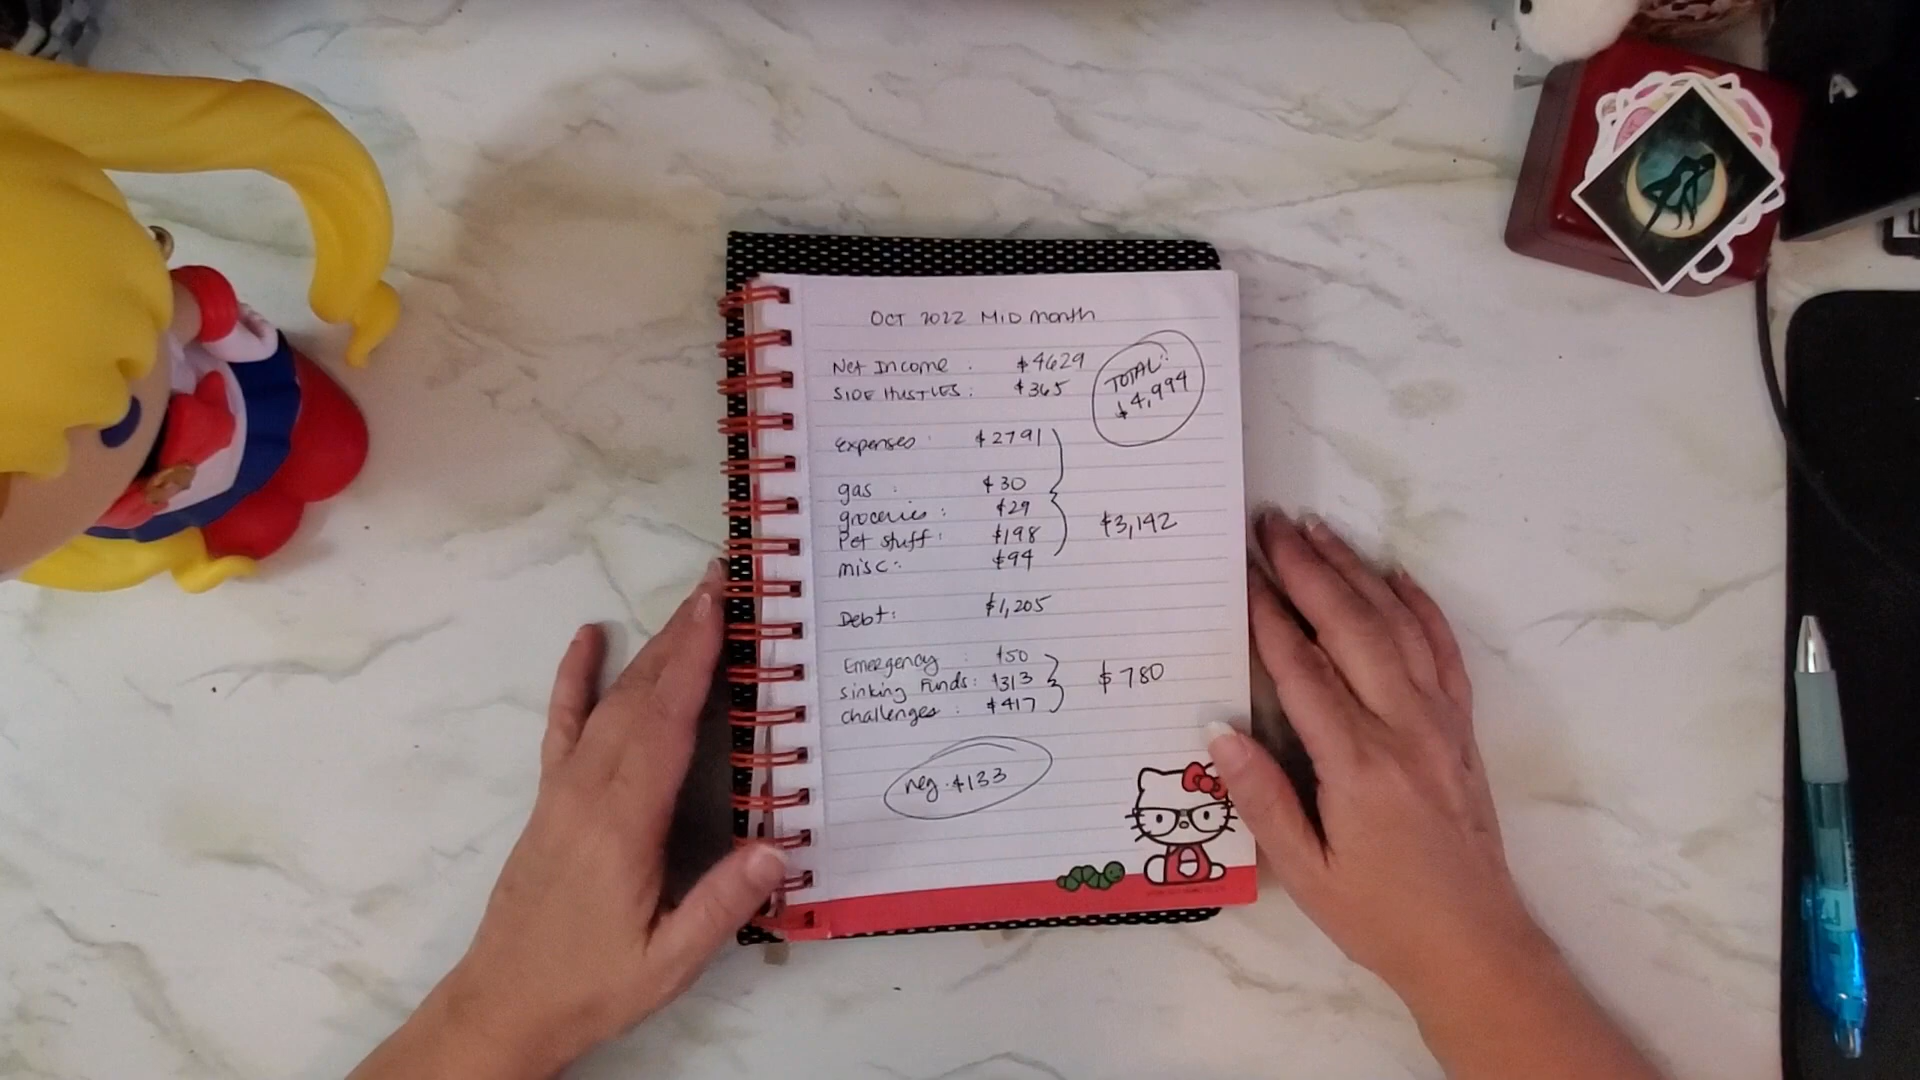 OCT 2022 MID month
Net Income . $4629
SIDE HUSTLES: $365
TOTAL:
$4,994
expenses: $2791
gas : $30
groceries: $29
Pet stuff: $198
misc: $94
$3,142
Debt: $1,205
Emergency : $50
sinking Funds: $313
challenges : $417
$780
neg. $133